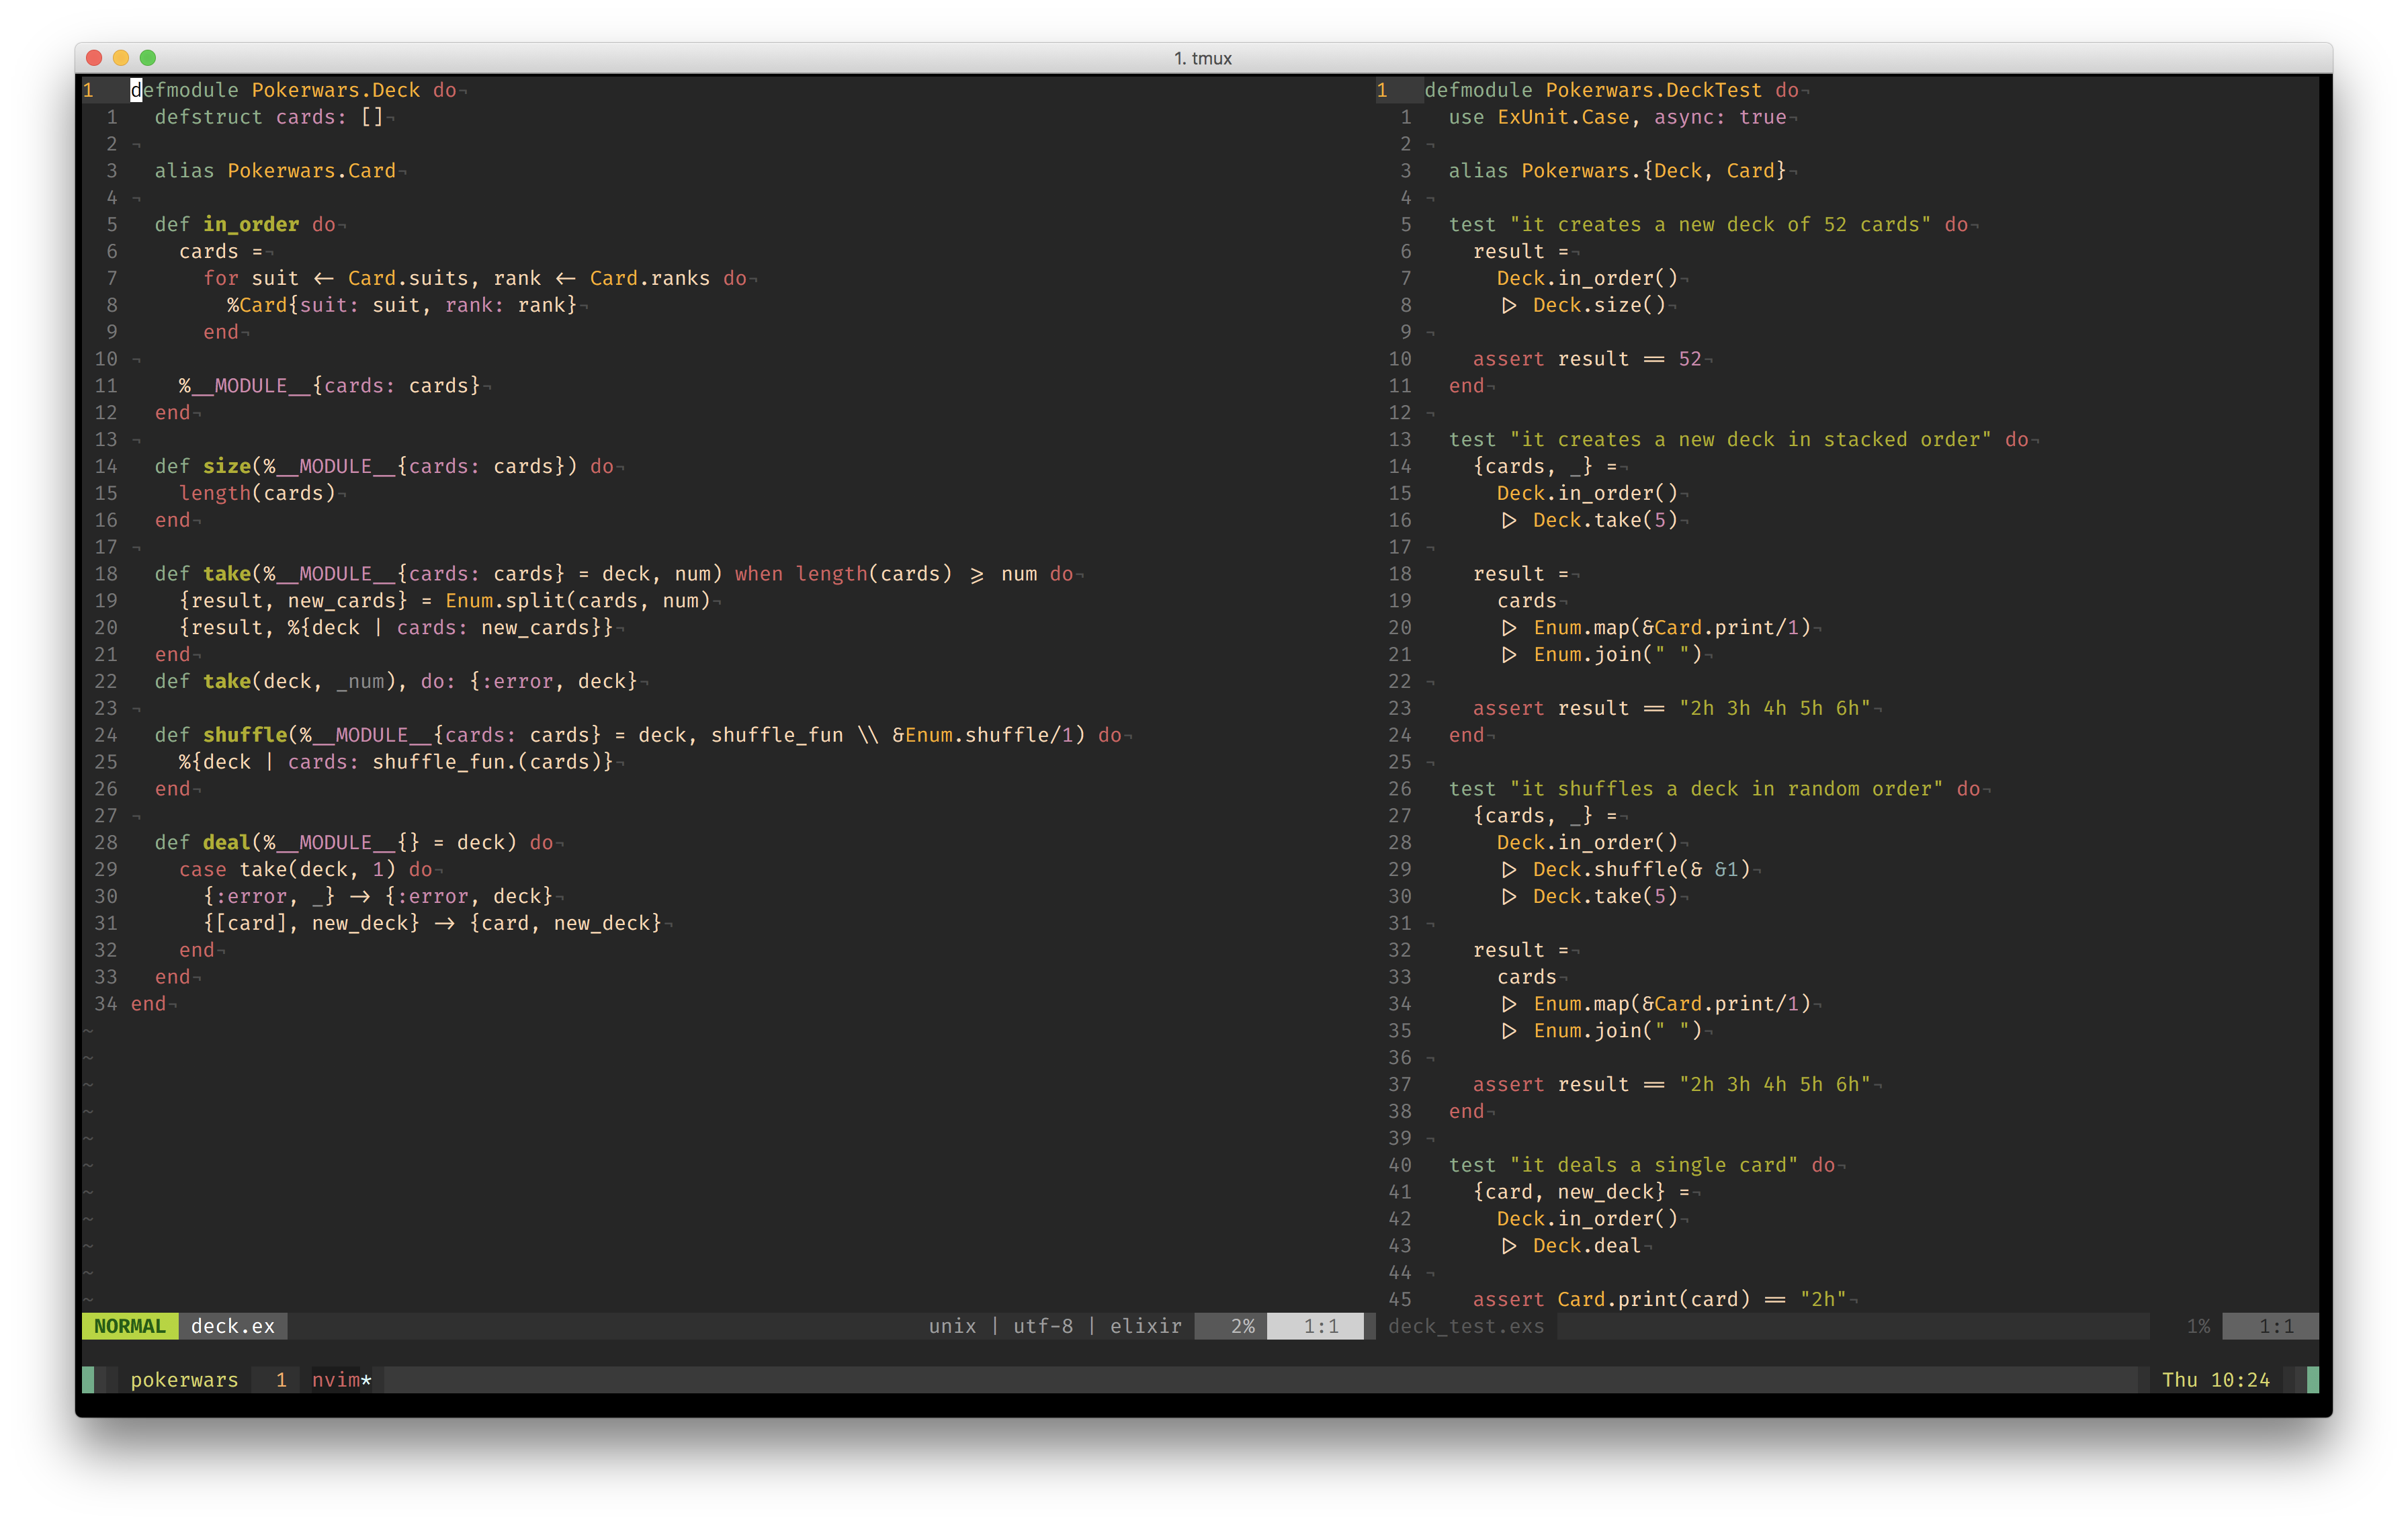 1. tmux
1 defmodule Pokerwars.Deck do¬
1   defstruct cards: []¬
2 ¬
3   alias Pokerwars.Card¬
4 ¬
5   def in_order do¬
6     cards =¬
7       for suit <- Card.suits, rank <- Card.ranks do¬
8         %Card{suit: suit, rank: rank}¬
9       end¬
10 ¬
11     %__MODULE__{cards: cards}¬
12   end¬
13 ¬
14   def size(%__MODULE__{cards: cards}) do¬
15     length(cards)¬
16   end¬
17 ¬
18   def take(%__MODULE__{cards: cards} = deck, num) when length(cards) >= num do¬
19     {result, new_cards} = Enum.split(cards, num)¬
20     {result, %{deck | cards: new_cards}}¬
21   end¬
22   def take(deck, _num), do: {:error, deck}¬
23 ¬
24   def shuffle(%__MODULE__{cards: cards} = deck, shuffle_fun \\ &Enum.shuffle/1) do¬
25     %{deck | cards: shuffle_fun.(cards)}¬
26   end¬
27 ¬
28   def deal(%__MODULE__{} = deck) do¬
29     case take(deck, 1) do¬
30       {:error, _} -> {:error, deck}¬
31       {[card], new_deck} -> {card, new_deck}¬
32     end¬
33   end¬
34 end¬
~
~
~
~
~
~
~
~
~
~
~
NORMAL deck.ex unix | utf-8 | elixir 2% 1:1
1 defmodule Pokerwars.DeckTest do¬
1   use ExUnit.Case, async: true¬
2 ¬
3   alias Pokerwars.{Deck, Card}¬
4 ¬
5   test "it creates a new deck of 52 cards" do¬
6     result =¬
7       Deck.in_order()¬
8       |> Deck.size()¬
9 ¬
10     assert result == 52¬
11   end¬
12 ¬
13   test "it creates a new deck in stacked order" do¬
14     {cards, _} =¬
15       Deck.in_order()¬
16       |> Deck.take(5)¬
17 ¬
18     result =¬
19       cards¬
20       |> Enum.map(&Card.print/1)¬
21       |> Enum.join(" ")¬
22 ¬
23     assert result == "2h 3h 4h 5h 6h"¬
24   end¬
25 ¬
26   test "it shuffles a deck in random order" do¬
27     {cards, _} =¬
28       Deck.in_order()¬
29       |> Deck.shuffle(& &1)¬
30       |> Deck.take(5)¬
31 ¬
32     result =¬
33       cards¬
34       |> Enum.map(&Card.print/1)¬
35       |> Enum.join(" ")¬
36 ¬
37     assert result == "2h 3h 4h 5h 6h"¬
38   end¬
39 ¬
40   test "it deals a single card" do¬
41     {card, new_deck} =¬
42       Deck.in_order()¬
43       |> Deck.deal¬
44 ¬
45     assert Card.print(card) == "2h"¬
deck_test.exs 1% 1:1
pokerwars 1 nvim* Thu 10:24